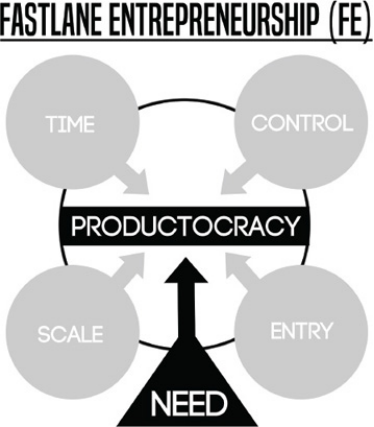 FASTLANE ENTREPRENEURSHIP (FE)
TIME
CONTROL
PRODUCTOCRACY
SCALE
ENTRY
NEED